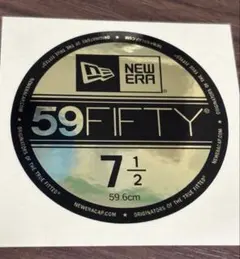 NEW
ERA
59FIFTY®
7 1/2
59.6cm
NEWERACAP.COM • ORIGINATORS OF THE TRUE FITTED